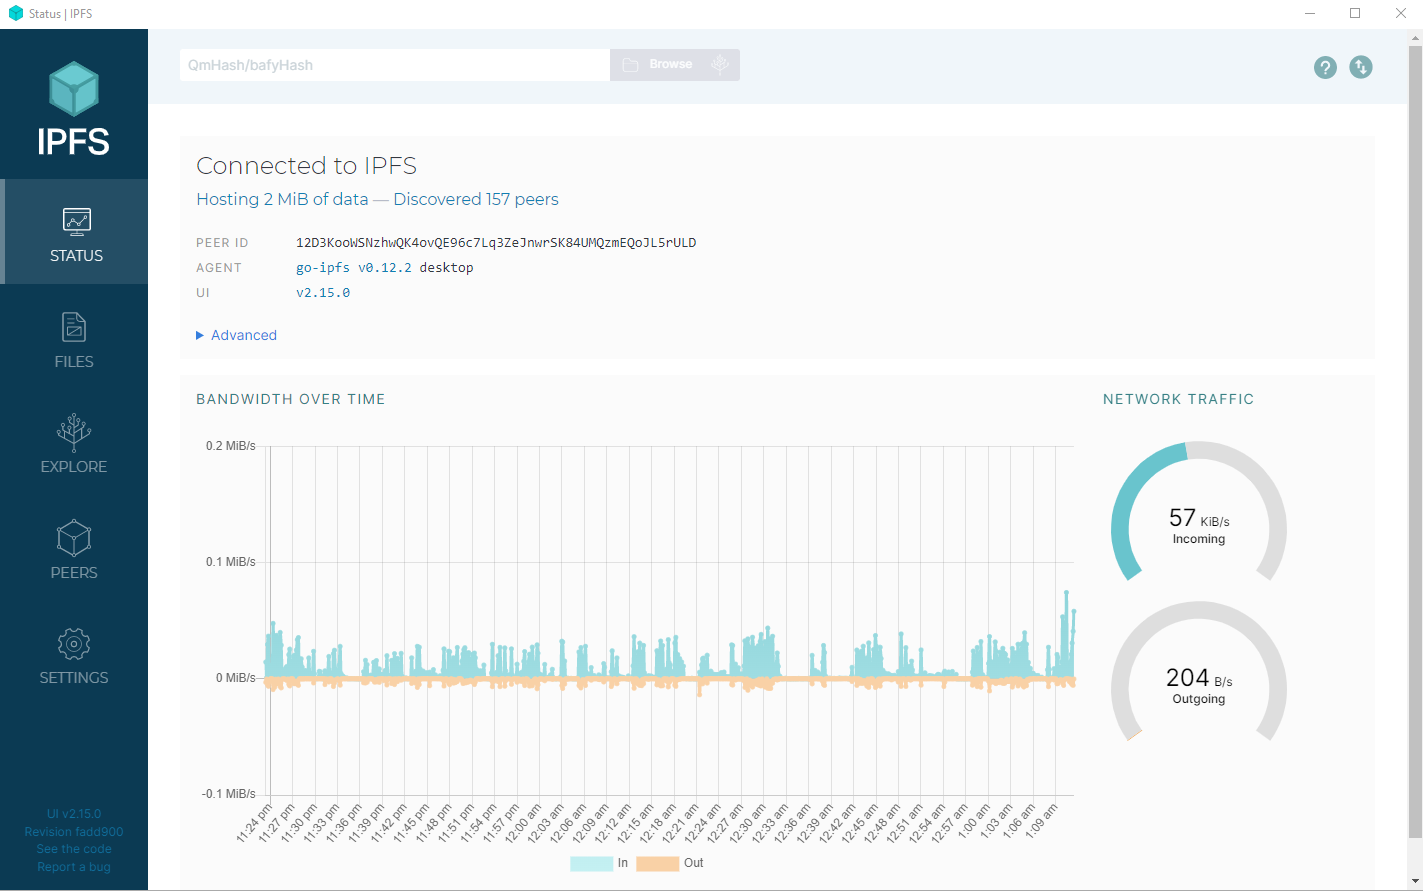 Status | IPFS
QmHash/bafyHash
Browse
?
IPFS
STATUS
FILES
EXPLORE
PEERS
SETTINGS
UI v2.15.0
Revision fadd900
See the code
Report a bug
Connected to IPFS
Hosting 2 MiB of data — Discovered 157 peers
PEER ID 12D3KooWSNzhwQK4ovQE96c7Lq3ZeJnwrSK84UMQzmEQoJL5rULD
AGENT go-ipfs v0.12.2 desktop
UI v2.15.0
Advanced
BANDWIDTH OVER TIME
0.2 MiB/s
0.1 MiB/s
0 MiB/s
-0.1 MiB/s
11:24 pm
11:27 pm
11:30 pm
11:33 pm
11:36 pm
11:39 pm
11:42 pm
11:45 pm
11:48 pm
11:51 pm
11:54 pm
11:57 pm
12:00 am
12:03 am
12:06 am
12:09 am
12:12 am
12:15 am
12:18 am
12:21 am
12:24 am
12:27 am
12:30 am
12:33 am
12:36 am
12:39 am
12:42 am
12:45 am
12:48 am
12:51 am
12:54 am
12:57 am
1:00 am
1:03 am
1:06 am
1:09 am
In
Out
NETWORK TRAFFIC
57 KiB/s
Incoming
204 B/s
Outgoing